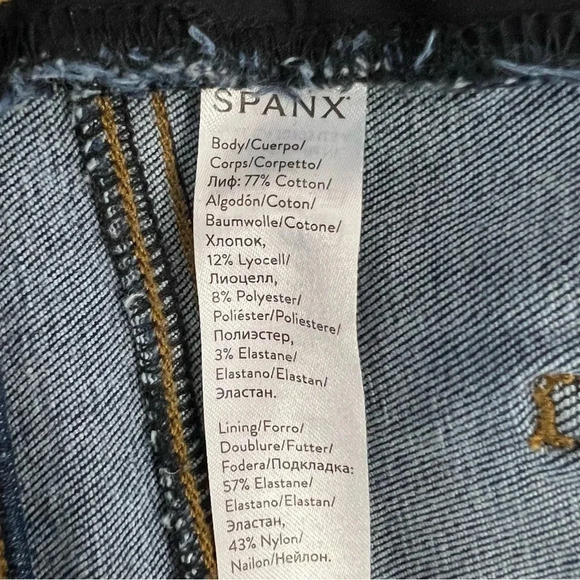 SPANX
Body/Cuerpo/
Corps/Corpetto/
Лиф: 77% Cotton/
Algodón/Coton/
Baumwolle/Cotone/
Хлопок,
12% Lyocell/
Лиоцелл,
8% Polyester/
Poliéster/Poliestere/
Полиэстер,
3% Elastane/
Elastano/Elastan/
Эластан.
Lining/Forro/
Doublure/Futter/
Fodera/Подкладка:
57% Elastane/
Elastano/Elastan/
Эластан,
43% Nylon/
Nailon/Нейлон.